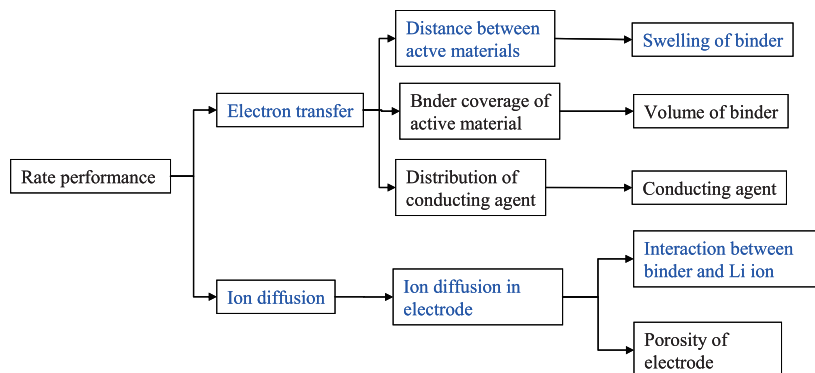 Distance between
actve materials
Swelling of binder
Electron transfer
Bnder coverage of
active material
Volume of binder
Rate performance
Distribution of
conducting agent
Conducting agent
Interaction between
binder and Li ion
Ion diffusion
Ion diffusion in
electrode
Porosity of
electrode